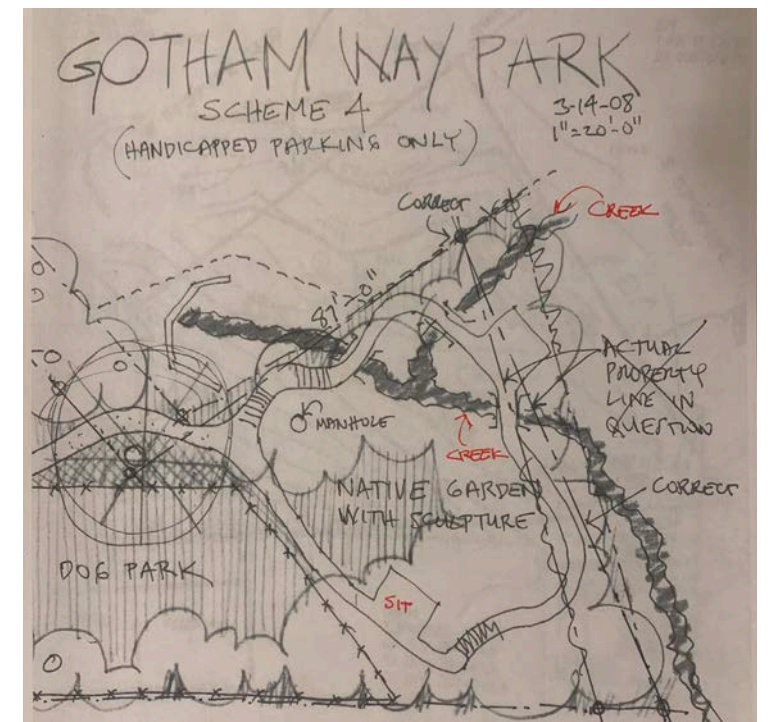 GOTHAM WAY PARK
SCHEME 4
(HANDICAPPED PARKING ONLY)
3-14-08
1"=20'-0"
CORRECT
CREEK
87'-0"
ACTUAL
PROPERTY
LINE IN
QUESTION
MANHOLE
CREEK
NATIVE GARDEN
WITH SCULPTURE
CORRECT
DOG PARK
SIT